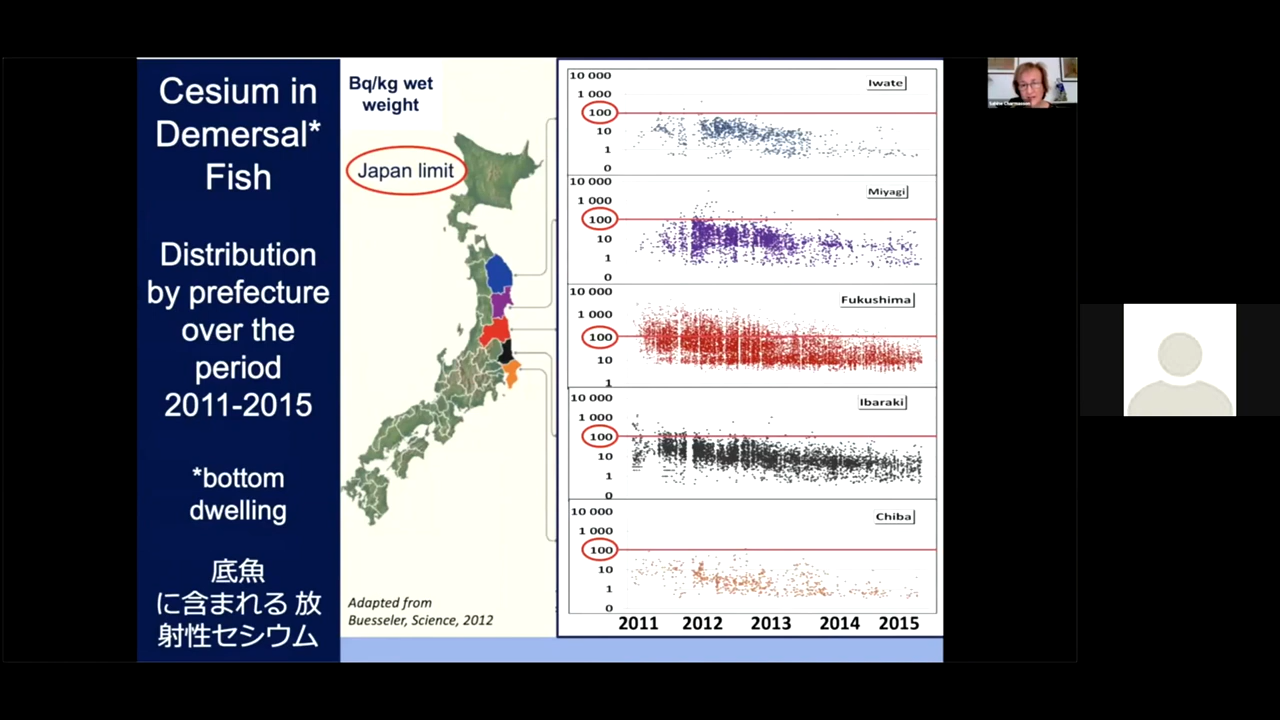 Cesium in
Demersal*
Fish
Distribution
by prefecture
over the
period
2011-2015
*bottom
dwelling
底魚
に含まれる 放
射性セシウム
Bq/kg wet
weight
Japan limit
Adapted from
Buesseler, Science, 2012
10 000
Iwate
1 000
100
10
1
0
10 000
Miyagi
1 000
100
10
1
0
10 000
Fukushima
1 000
100
10
1
10 000
Ibaraki
1 000
100
10
1
0
10 000
Chiba
1 000
100
10
1
0
2011 2012 2013 2014 2015